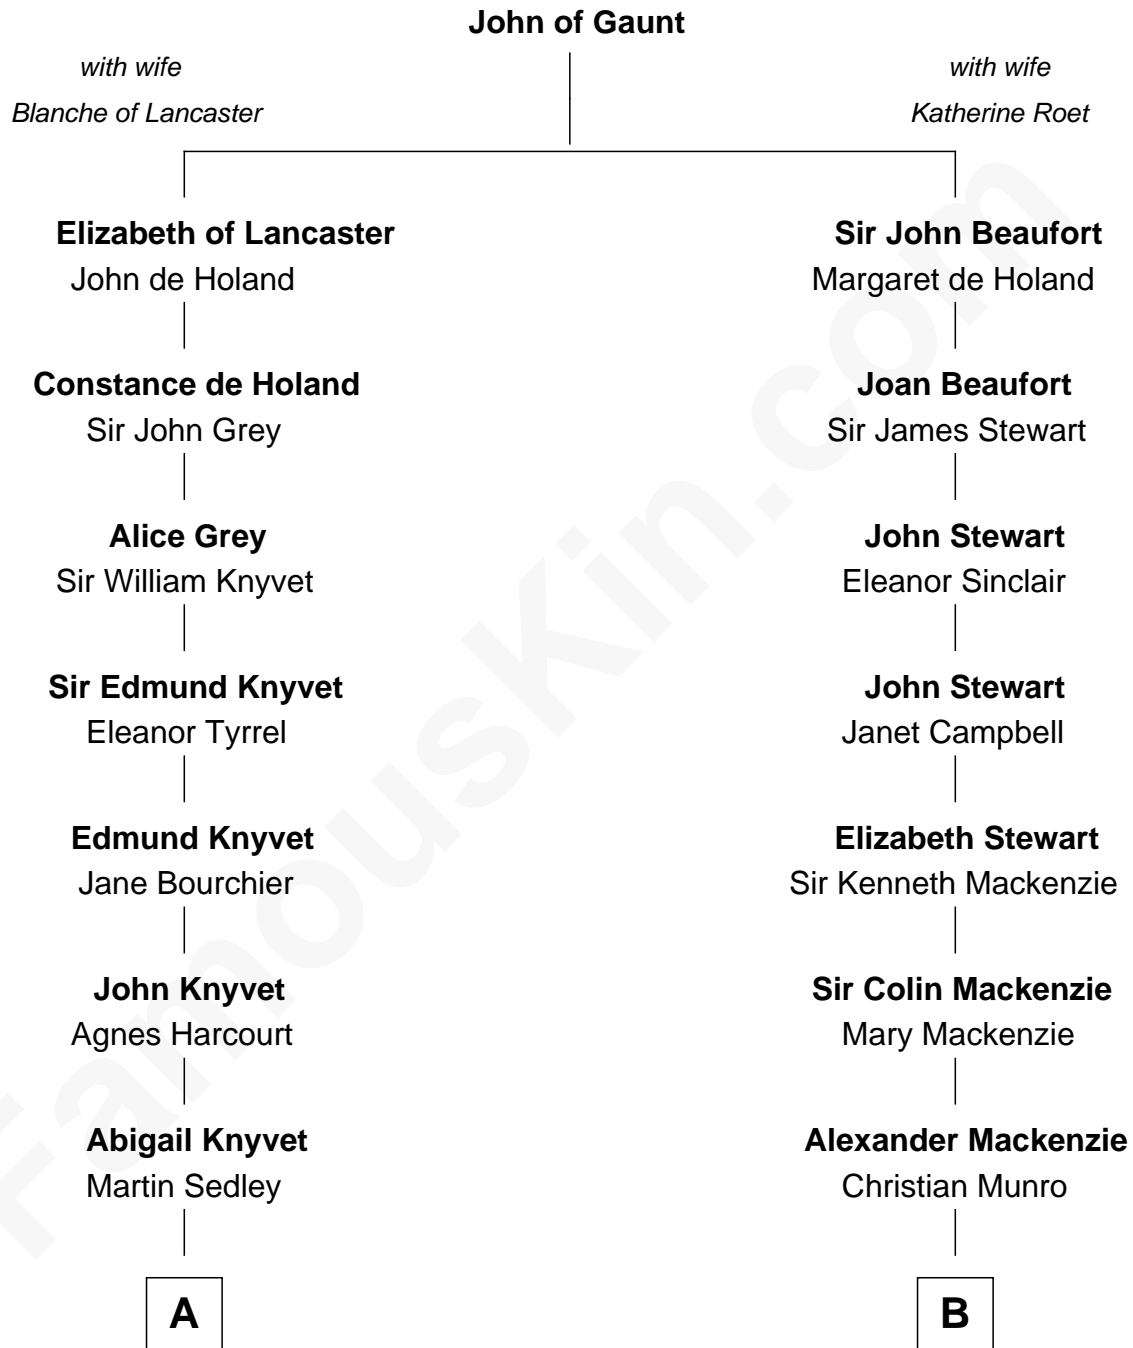 John of Gaunt
with wife
Blanche of Lancaster
with wife
Katherine Roet
Elizabeth of Lancaster
John de Holand
Sir John Beaufort
Margaret de Holand
Constance de Holand
Sir John Grey
Joan Beaufort
Sir James Stewart
Alice Grey
Sir William Knyvet
John Stewart
Eleanor Sinclair
Sir Edmund Knyvet
Eleanor Tyrrel
John Stewart
Janet Campbell
Edmund Knyvet
Jane Bourchier
Elizabeth Stewart
Sir Kenneth Mackenzie
John Knyvet
Agnes Harcourt
Sir Colin Mackenzie
Mary Mackenzie
Abigail Knyvet
Martin Sedley
Alexander Mackenzie
Christian Munro
A
B
FamousKin.com